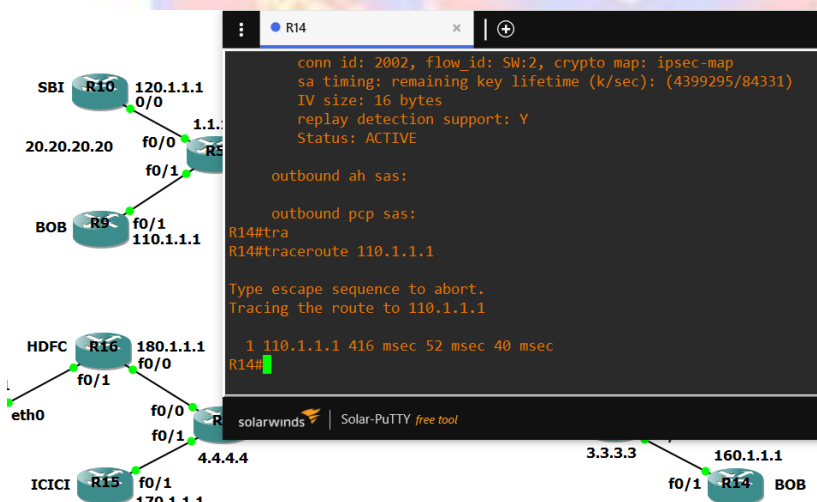 R14
×
conn id: 2002, flow_id: SW:2, crypto map: ipsec-map
sa timing: remaining key lifetime (k/sec): (4399295/84331)
IV size: 16 bytes
replay detection support: Y
Status: ACTIVE
outbound ah sas:
outbound pcp sas:
R14#tra
R14#traceroute 110.1.1.1
Type escape sequence to abort.
Tracing the route to 110.1.1.1
1 110.1.1.1 416 msec 52 msec 40 msec
R14#
solarwinds Solar-PuTTY free tool
SBI R10 120.1.1.1
0/0
20.20.20.20
f0/0
R5
f0/1
BOB R9 f0/1
110.1.1.1
HDFC R16 180.1.1.1
f0/0
f0/1
eth0
f0/0
f0/1
4.4.4.4
ICICI R15 f0/1
170.1.1.1
3.3.3.3
160.1.1.1
f0/1 R14 BOB